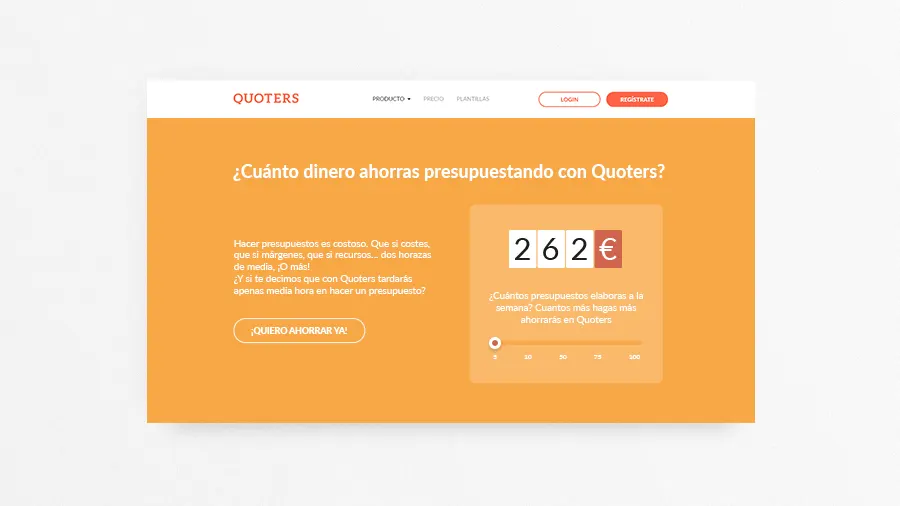 QUOTERS
PRODUCTO
PRECIO
PLANTILLAS
LOGIN
REGÍSTRATE
¿Cuánto dinero ahorras presupuestando con Quoters?
Hacer presupuestos es costoso. Que si costes,
que si márgenes, que si recursos... dos horazas
de media, ¡O más!
¿Y si te decimos que con Quoters tardarás
apenas media hora en hacer un presupuesto?
¡QUIERO AHORRAR YA!
262€
¿Cuántos presupuestos elaboras a la
semana? Cuantos más hagas más
ahorrarás en Quoters
5 10 50 75 100